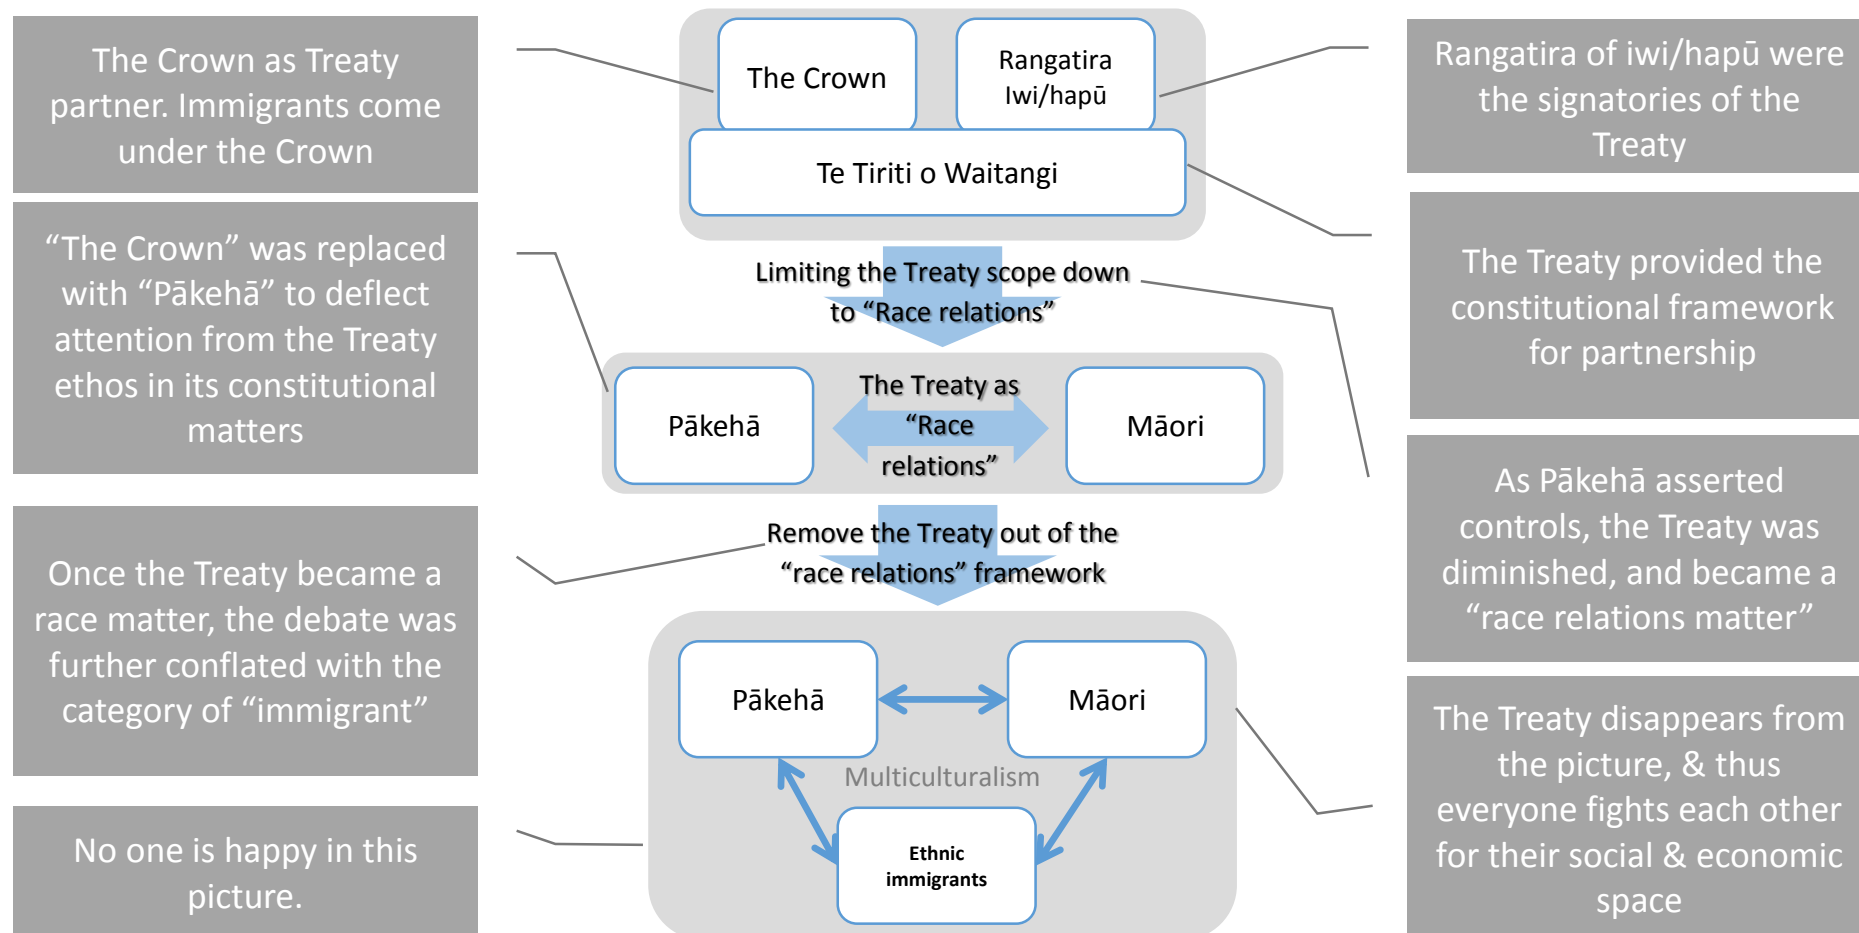 The Crown as Treaty
partner. Immigrants come
under the Crown
“The Crown” was replaced
with “Pākehā” to deflect
attention from the Treaty
ethos in its constitutional
matters
Once the Treaty became a
race matter, the debate was
further conflated with the
category of “immigrant”
No one is happy in this
picture.
The Crown
Rangatira
Iwi/hapū
Te Tiriti o Waitangi
Limiting the Treaty scope down
to “Race relations”
Pākehā
The Treaty as
“Race
relations”
Māori
Remove the Treaty out of the
“race relations” framework
Pākehā
Māori
Multiculturalism
Ethnic
immigrants
Rangatira of iwi/hapū were
the signatories of the
Treaty
The Treaty provided the
constitutional framework
for partnership
As Pākehā asserted
controls, the Treaty was
diminished, and became a
“race relations matter”
The Treaty disappears from
the picture, & thus
everyone fights each other
for their social & economic
space